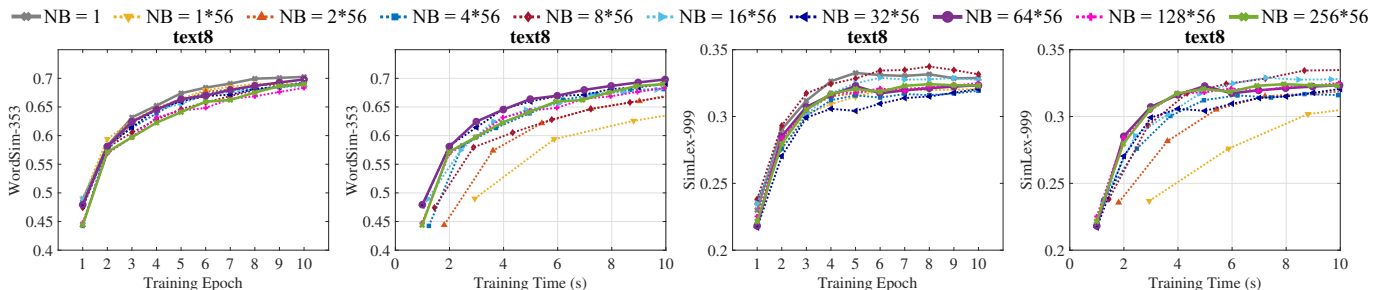 NB = 1 NB = 1*56 NB = 2*56 NB = 4*56 NB = 8*56 NB = 16*56 NB = 32*56 NB = 64*56 NB = 128*56 NB = 256*56
text8
WordSim-353
0.7
0.65
0.6
0.55
0.5
0.45
0.4
1 2 3 4 5 6 7 8 9 10
Training Epoch
text8
WordSim-353
0.7
0.65
0.6
0.55
0.5
0.45
0.4
0 2 4 6 8 10
Training Time (s)
text8
SimLex-999
0.35
0.3
0.25
0.2
1 2 3 4 5 6 7 8 9 10
Training Epoch
text8
SimLex-999
0.35
0.3
0.25
0.2
0 2 4 6 8 10
Training Time (s)